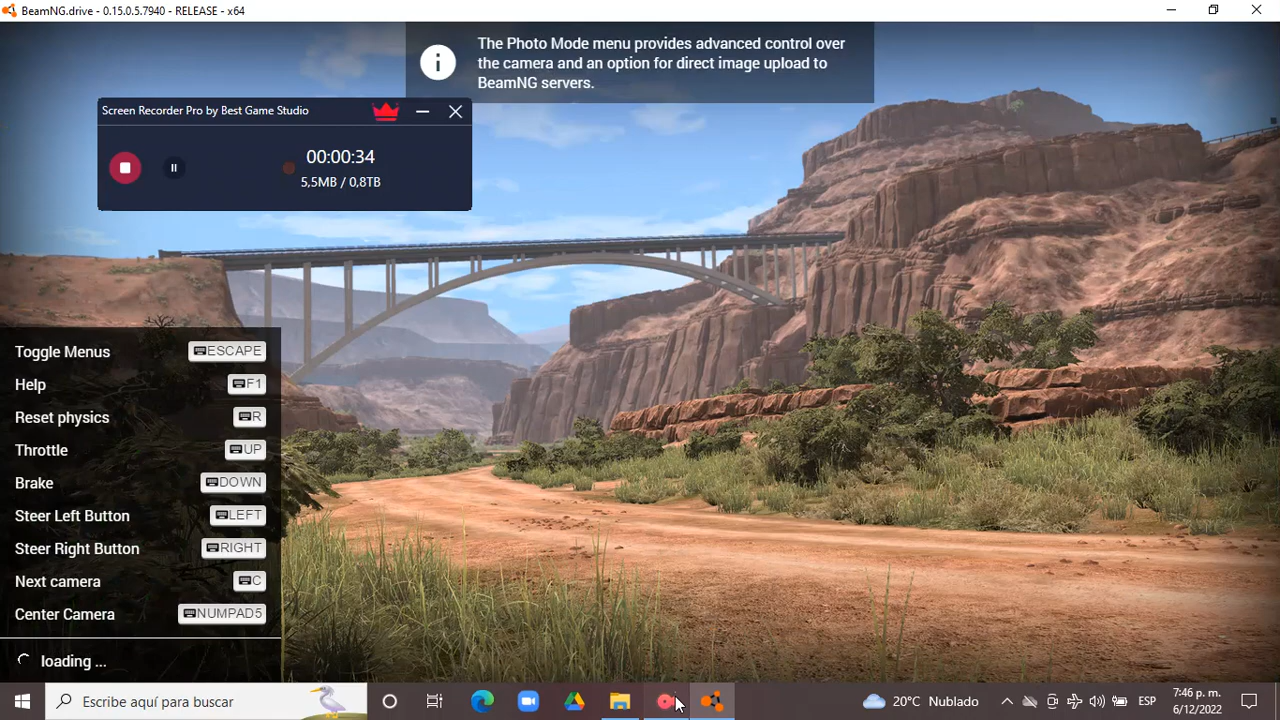 BeamNG.drive - 0.15.0.5.7940 - RELEASE - x64
The Photo Mode menu provides advanced control over
the camera and an option for direct image upload to
BeamNG servers.
Screen Recorder Pro by Best Game Studio
00:00:34
5,5MB / 0,8TB
Toggle Menus ESCAPE
Help F1
Reset physics R
Throttle UP
Brake DOWN
Steer Left Button LEFT
Steer Right Button RIGHT
Next camera C
Center Camera NUMPAD5
loading ...
Escribe aquí para buscar
20°C Nublado
ESP
7:46 p. m.
6/12/2022